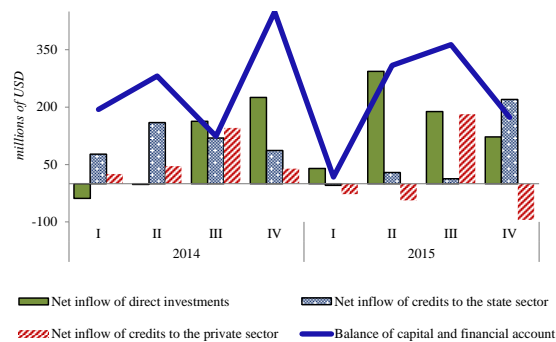 millions of USD
350
200
50
-100
I II III IV I II III IV
2014 2015
Net inflow of direct investments Net inflow of credits to the state sector
Net inflow of credits to the private sector Balance of capital and financial account